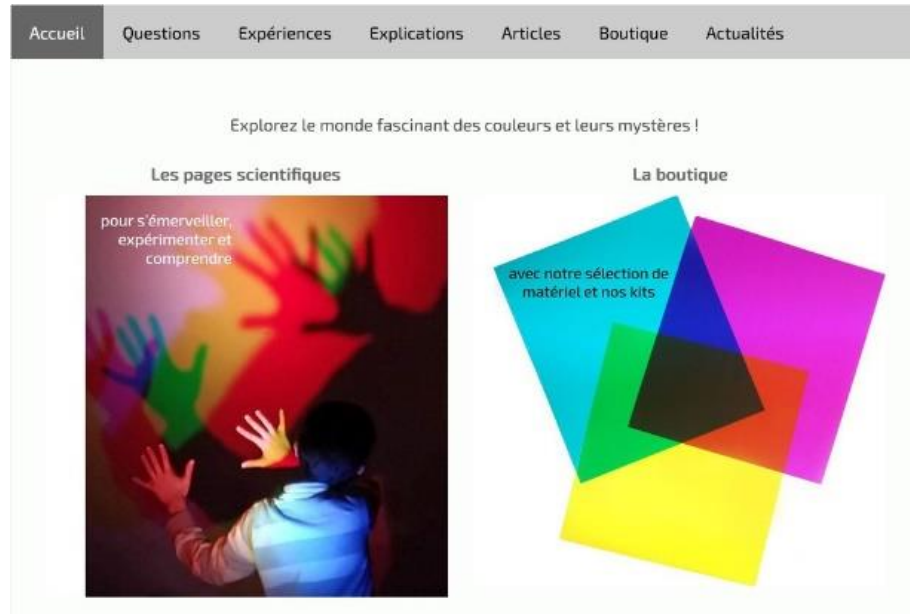 Accueil Questions Expériences Explications Articles Boutique Actualités
Explorez le monde fascinant des couleurs et leurs mystères !
Les pages scientifiques
pour s'émerveiller,
expérimenter et
comprendre
La boutique
avec notre sélection de
matériel et nos kits